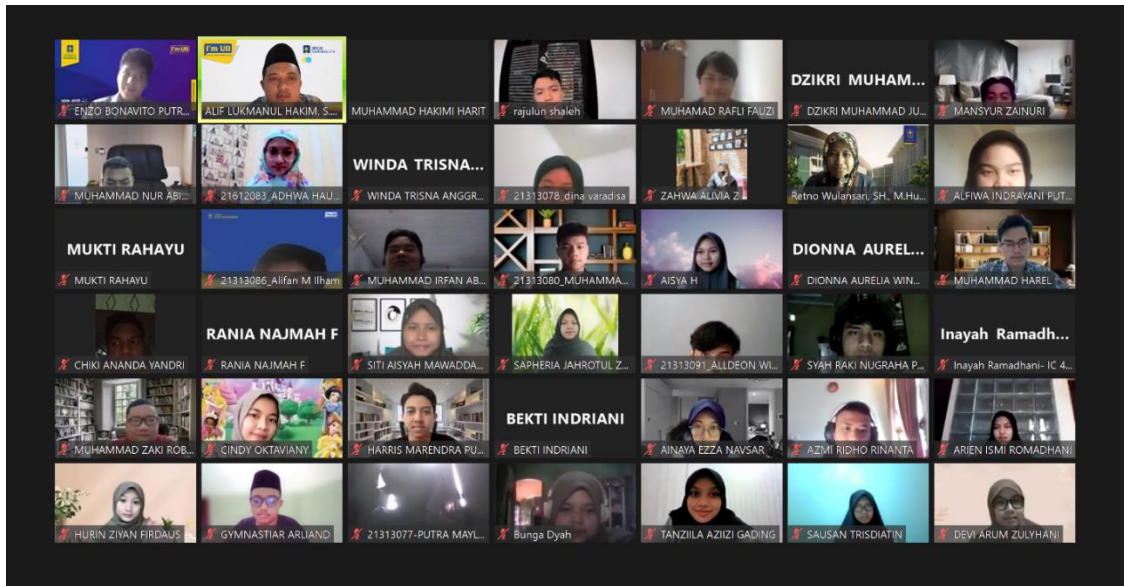 I'm UII
ENZO BONAVITO PUTR...
I'm UII
ALIF LUKMANUL HAKIM, S....
MUHAMMAD HAKIMI HARIT
rajulun shaleh
MUHAMAD RAFLI FAUZI
DZIKRI MUHAM...
DZIKRI MUHAMMAD JU...
MANSYUR ZAINURI
MUHAMMAD NUR ABI...
21612083_ADHWA HAU...
WINDA TRISNA...
WINDA TRISNA ANGGR...
21313078_dina varadisa
ZAHWA ALIVIA Z
Retno Wulansari, SH., M.Hu...
ALFIWA INDRAYANI PUT...
MUKTI RAHAYU
MUKTI RAHAYU
21313086_Alifan M Ilham
MUHAMMAD IRFAN AB...
21313080_MUHAMMA...
AISYA H
DIONNA AUREL...
DIONNA AURELIA WIN...
MUHAMMAD HAREL
CHIKI ANANDA YANDRI
RANIA NAJMAH F
RANIA NAJMAH F
SITI AISYAH MAWADDA...
SAPHERIA JAHROTUL Z...
21313091_ALLDEON WI...
SYAH RAKI NUGRAHA P...
Inayah Ramadh...
Inayah Ramadhani- IC 4...
MUHAMMAD ZAKI ROB...
CINDY OKTAVIANY
HARRIS MARENDRA PU...
BEKTI INDRIANI
BEKTI INDRIANI
AINAYA EZZA NAVSAR
AZMI RIDHO RINANTA
ARIEN ISMI ROMADHANI
HURIN ZIYAN FIRDAUS
GYMNASTIAR ARLIAND
21313077-PUTRA MAYL...
Bunga Dyah
TANZIILA AZIIZI GADING
SAUSAN TRISDIATIN
DEVI ARUM ZULYHANI